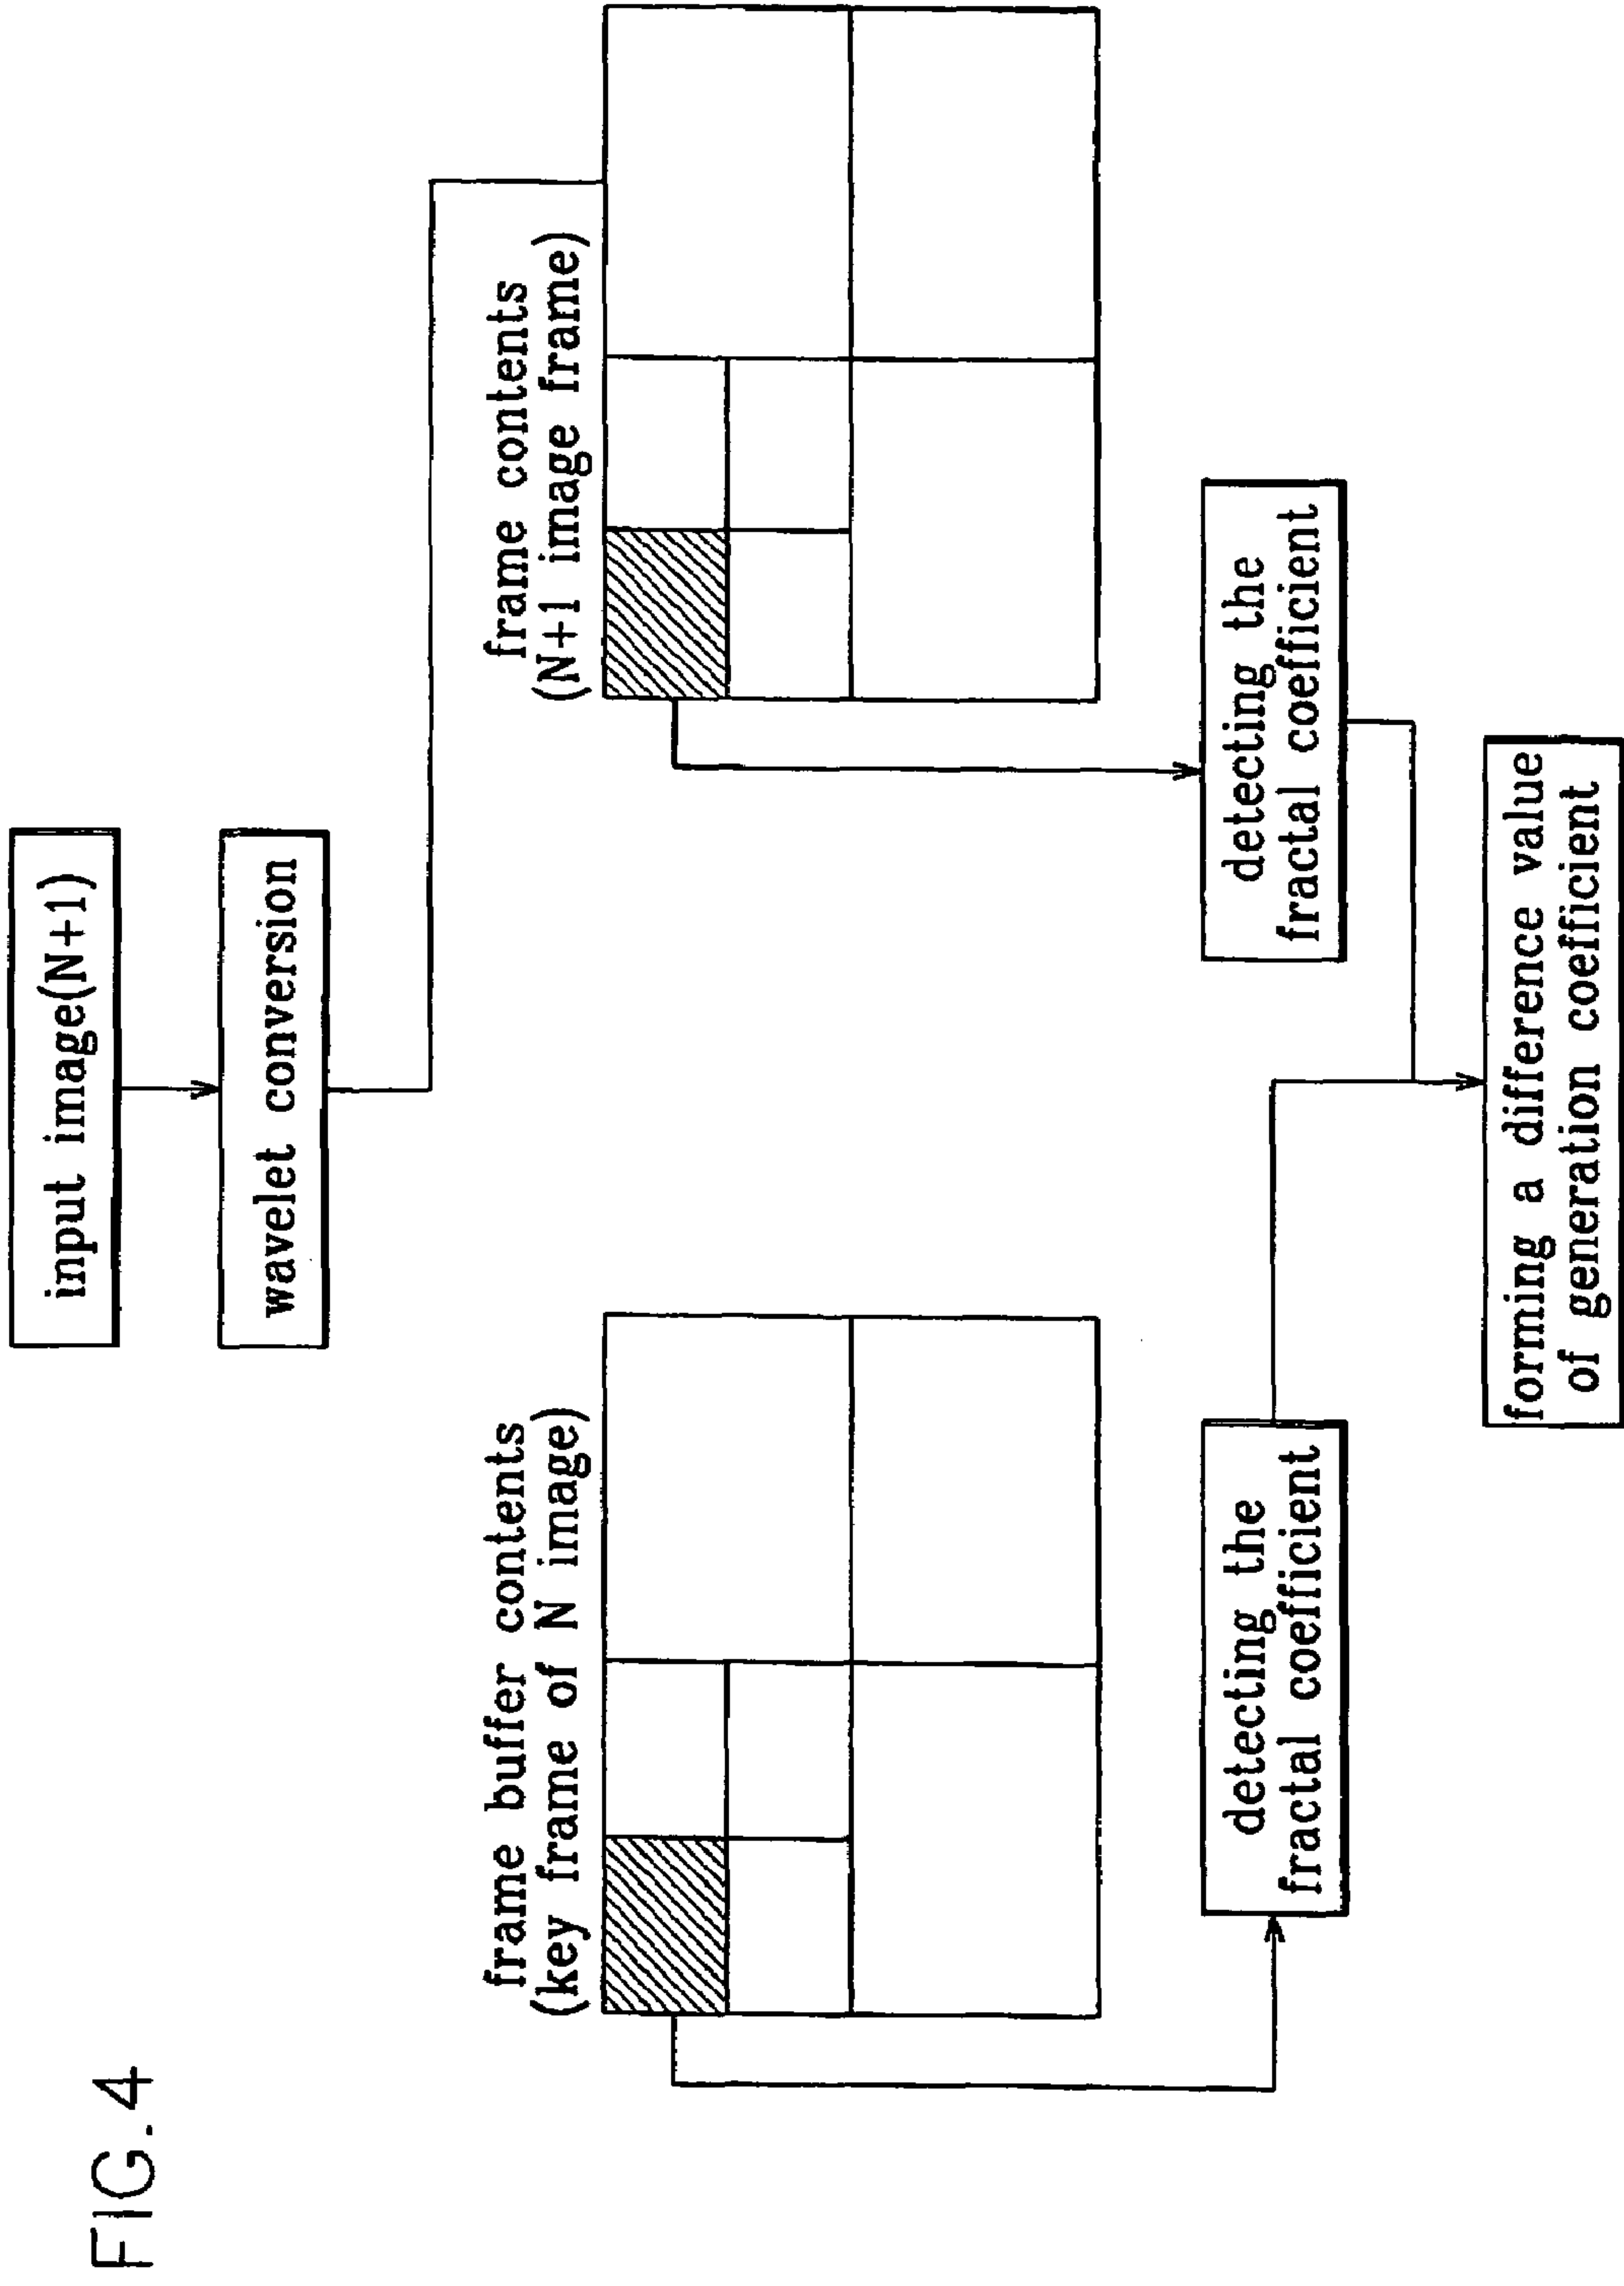 FIG.4
input image(N+1)
wavelet conversion
frame buffer contents
(key frame of N image)
frame contents
(N+1 image frame)
detecting the
fractal coefficient
detecting the
fractal coefficient
forming a difference value
of generation coefficient